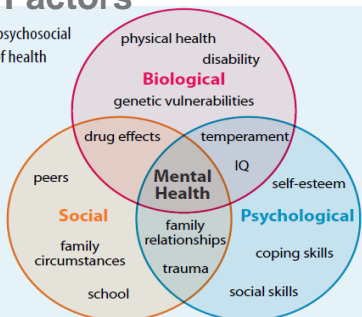 Factors
psychosocial
of health
physical health
disability
Biological
genetic vulnerabilities
drug effects
temperament
IQ
Mental
Health
peers
self-esteem
Social
Psychological
family
relationships
family
circumstances
coping skills
trauma
school
social skills